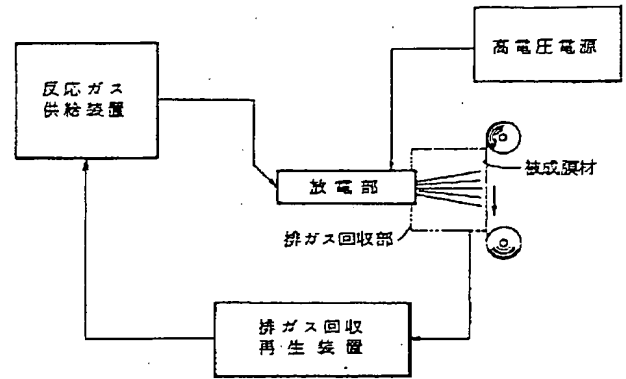 高電圧電源
反応ガス
供給装置
被成膜材
放電部
排ガス回収部
排ガス回収
再生装置